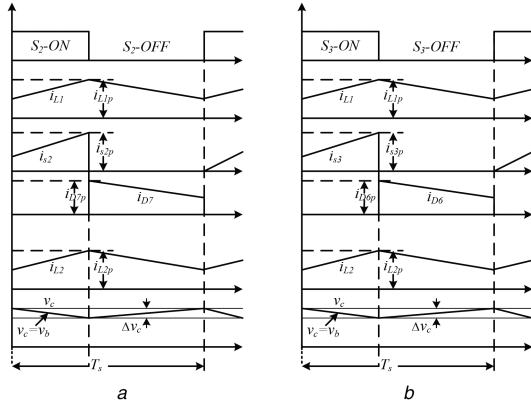 S2-ON S2-OFF
iL1 iL1p
is2 is2p
iD7p iD7
iL2 iL2p
vc
vc=vb Δvc
Ts
a
S3-ON S3-OFF
iL1 iL1p
is3 is3p
iD6p iD6
iL2 iL2p
vc
vc=vb Δvc
Ts
b